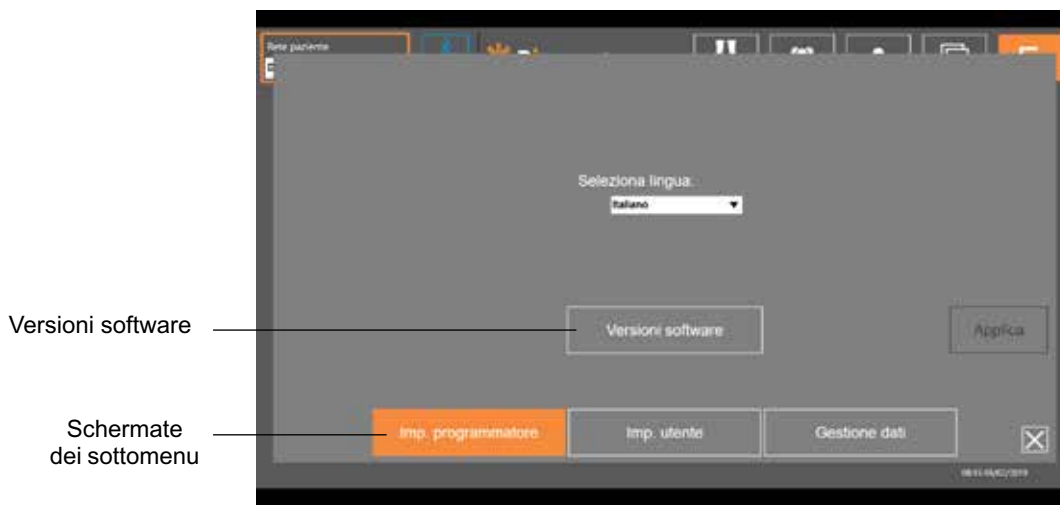 Rete paziente
Seleziona lingua:
Italiano
Versioni software
Versioni software
Applica
Schermate
dei sottomenu
Imp. programmatore
Imp. utente
Gestione dati